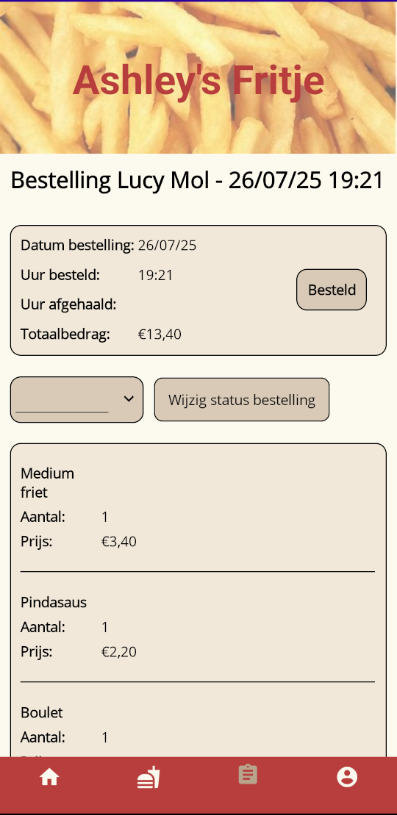 Ashley's Fritje
Bestelling Lucy Mol - 26/07/25 19:21
Datum bestelling: 26/07/25
Uur besteld: 19:21
Besteld
Uur afgehaald:
Totaalbedrag: €13,40
Wijzig status bestelling
Medium
friet
Aantal: 1
Prijs: €3,40
Pindasaus
Aantal: 1
Prijs: €2,20
Boulet
Aantal: 1